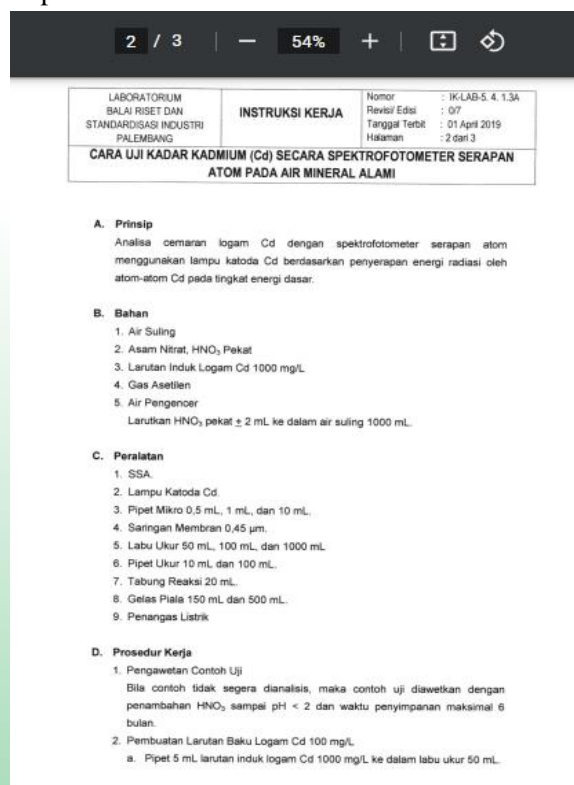 2 / 3
54%
LABORATORIUM
BALAI RISET DAN
STANDARDISASI INDUSTRI
PALEMBANG
INSTRUKSI KERJA
Nomor : IK-LAB-5. 4. 1.3A
Revisi/ Edisi : 0/7
Tanggal Terbit : 01 April 2019
Halaman : 2 dari 3
CARA UJI KADAR KADMIUM (Cd) SECARA SPEKTROFOTOMETER SERAPAN
ATOM PADA AIR MINERAL ALAMI
A. Prinsip
Analisa cemaran logam Cd dengan spektrofotometer serapan atom
menggunakan lampu katoda Cd berdasarkan penyerapan energi radiasi oleh
atom-atom Cd pada tingkat energi dasar.
B. Bahan
1. Air Suling
2. Asam Nitrat, HNO₃ Pekat
3. Larutan Induk Logam Cd 1000 mg/L
4. Gas Asetilen
5. Air Pengencer
Larutkan HNO₃ pekat ± 2 mL ke dalam air suling 1000 mL.
C. Peralatan
1. SSA.
2. Lampu Katoda Cd.
3. Pipet Mikro 0,5 mL, 1 mL, dan 10 mL.
4. Saringan Membran 0,45 µm.
5. Labu Ukur 50 mL, 100 mL, dan 1000 mL
6. Pipet Ukur 10 mL dan 100 mL.
7. Tabung Reaksi 20 mL.
8. Gelas Piala 150 mL dan 500 mL.
9. Penangas Listrik
D. Prosedur Kerja
1. Pengawetan Contoh Uji
Bila contoh tidak segera dianalisis, maka contoh uji diawetkan dengan
penambahan HNO₃ sampai pH < 2 dan waktu penyimpanan maksimal 6
bulan.
2. Pembuatan Larutan Baku Logam Cd 100 mg/L
a. Pipet 5 mL larutan induk logam Cd 1000 mg/L ke dalam labu ukur 50 mL.